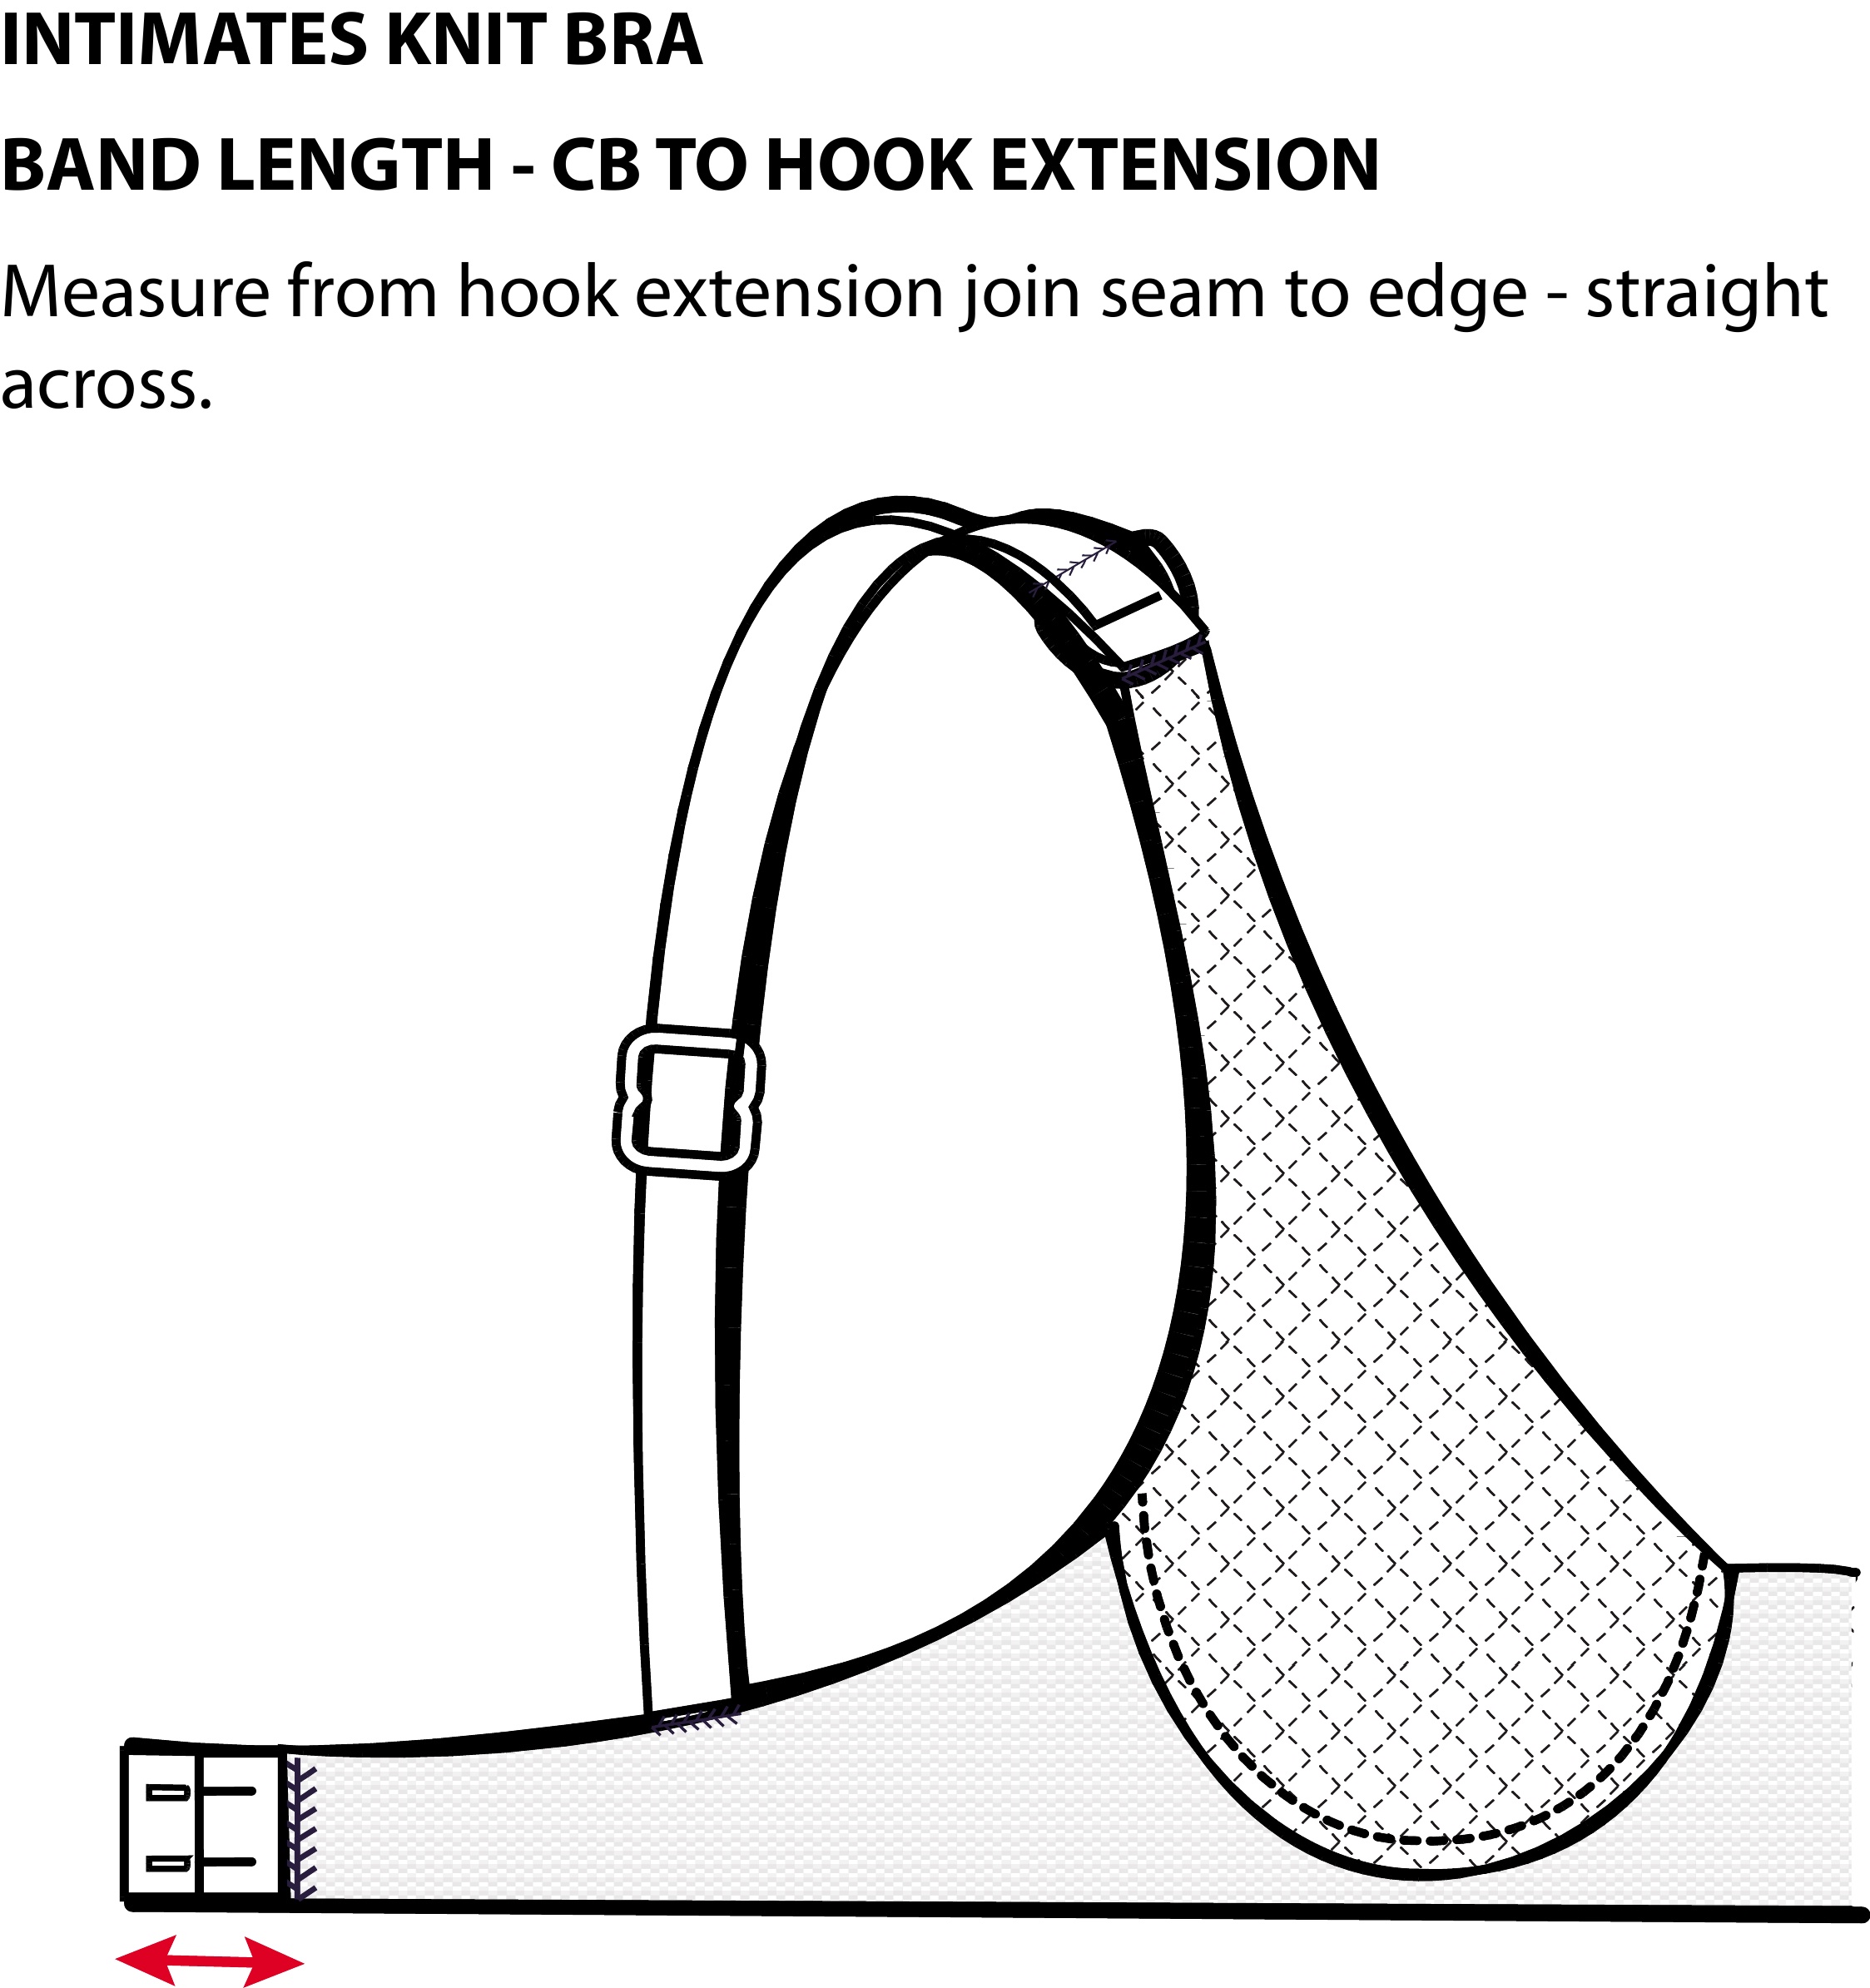 INTIMATES KNIT BRA
BAND LENGTH - CB TO HOOK EXTENSION
Measure from hook extension join seam to edge - straight
across.